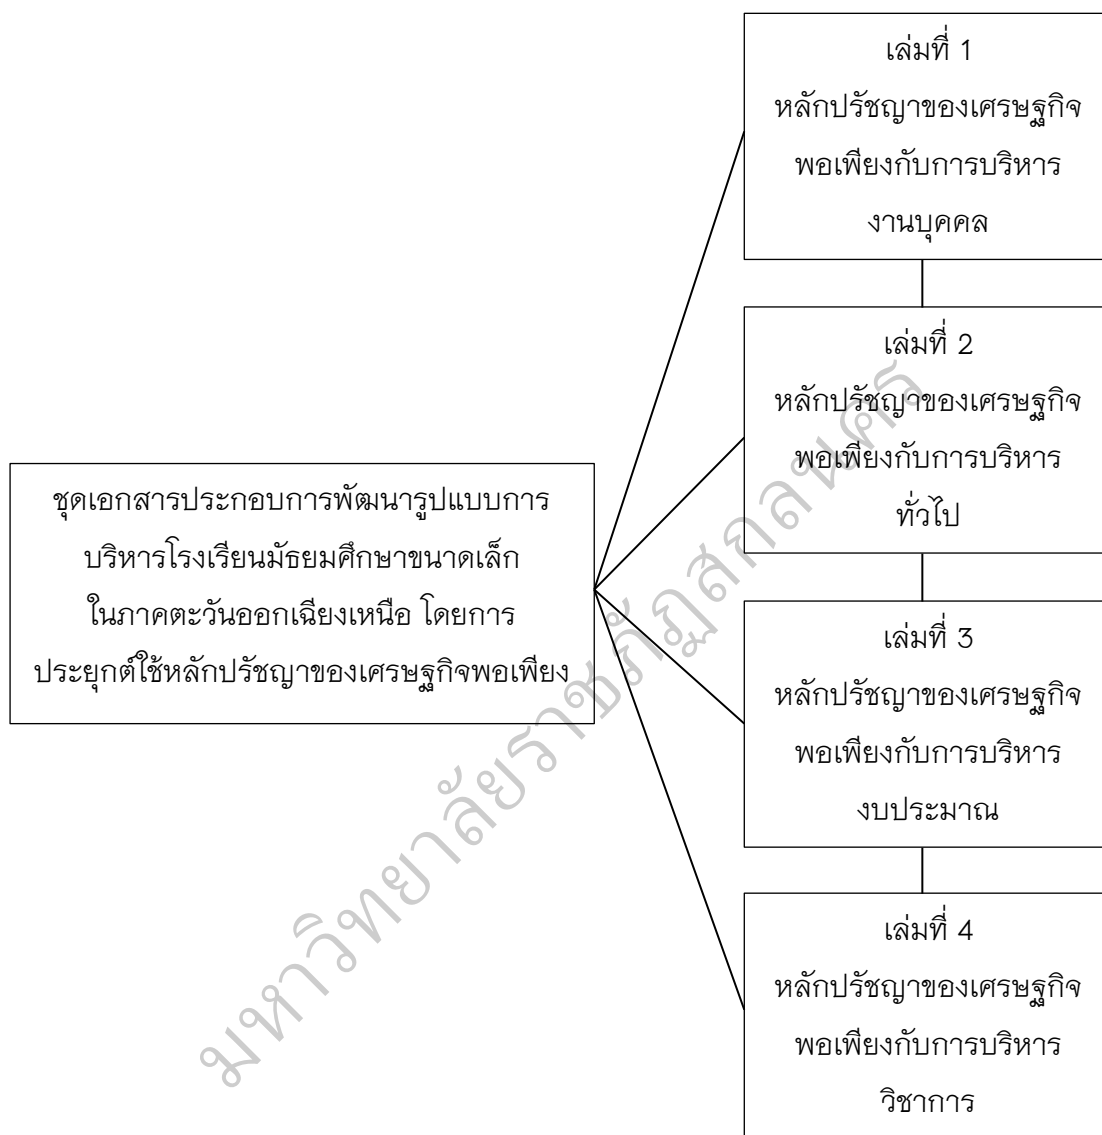 ชุดเอกสารประกอบการพัฒนารูปแบบการ
บริหารโรงเรียนมัธยมศึกษาขนาดเล็ก
ในภาคตะวันออกเฉียงเหนือ โดยการ
ประยุกต์ใช้หลักปรัชญาของเศรษฐกิจพอเพียง
เล่มที่ 1
หลักปรัชญาของเศรษฐกิจ
พอเพียงกับการบริหาร
งานบุคคล
เล่มที่ 2
หลักปรัชญาของเศรษฐกิจ
พอเพียงกับการบริหาร
ทั่วไป
เล่มที่ 3
หลักปรัชญาของเศรษฐกิจ
พอเพียงกับการบริหาร
งบประมาณ
เล่มที่ 4
หลักปรัชญาของเศรษฐกิจ
พอเพียงกับการบริหาร
วิชาการ
มหาวิทยาลัยราชภัฏสกลนคร